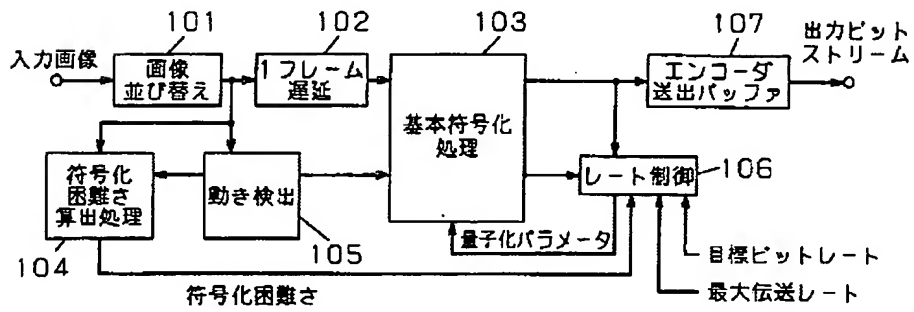 101
102
103
107
出力ビット
ストリーム
入力画像
画像
並び替え
1フレーム
遅延
基本符号化
処理
エンコーダ
送出バッファ
符号化
困難さ
算出処理
動き検出
レート制御
106
104
105
量子化パラメータ
目標ビットレート
符号化困難さ
最大伝送レート